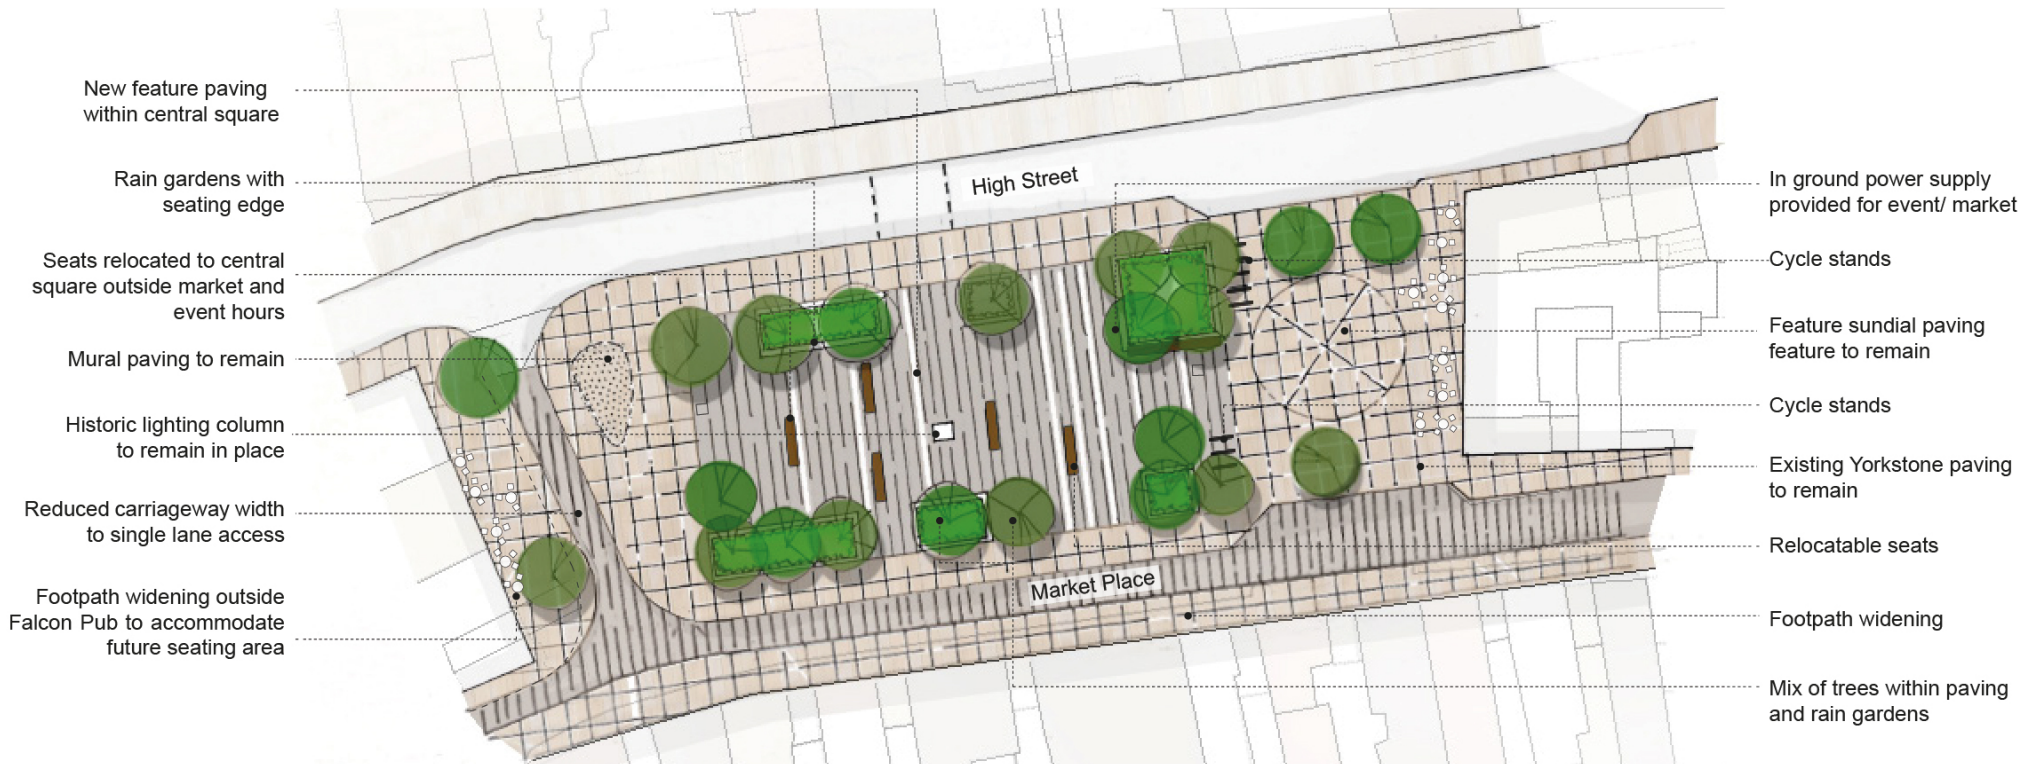 New feature paving
within central square
Rain gardens with
seating edge
Seats relocated to central
square outside market and
event hours
Mural paving to remain
Historic lighting column
to remain in place
Reduced carriageway width
to single lane access
Footpath widening outside
Falcon Pub to accommodate
future seating area
High Street
Market Place
In ground power supply
provided for event/ market
Cycle stands
Feature sundial paving
feature to remain
Cycle stands
Existing Yorkstone paving
to remain
Relocatable seats
Footpath widening
Mix of trees within paving
and rain gardens